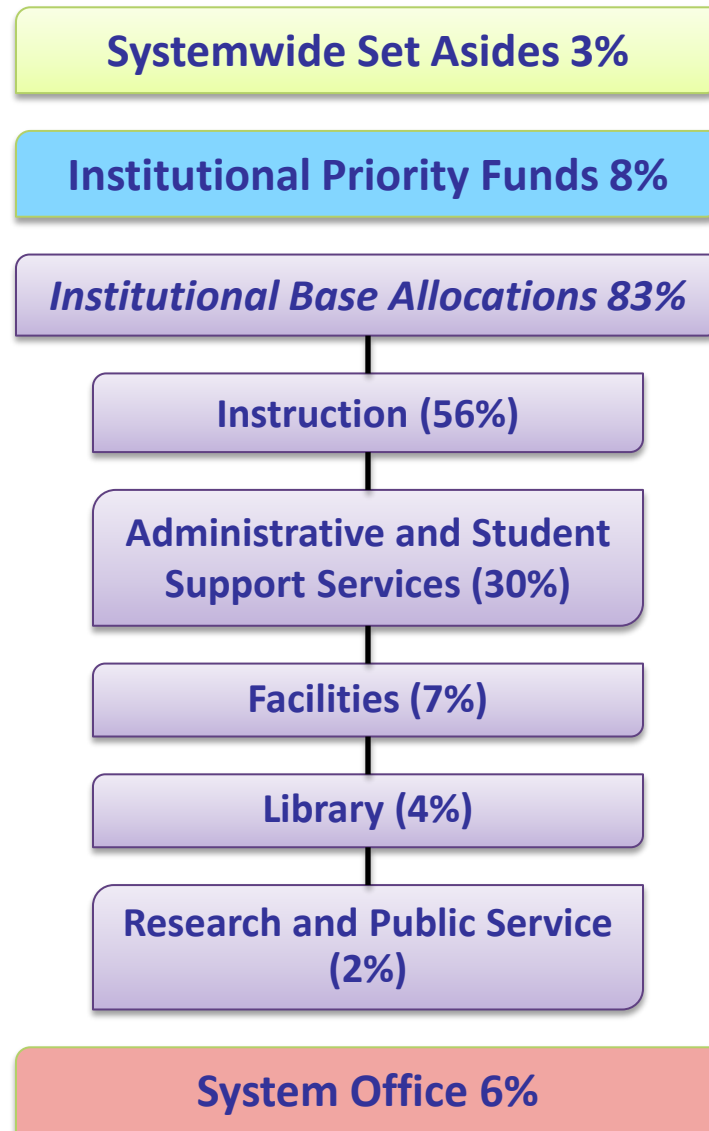 Systemwide Set Asides 3%
Institutional Priority Funds 8%
Institutional Base Allocations 83%
Instruction (56%)
Administrative and Student
Support Services (30%)
Facilities (7%)
Library (4%)
Research and Public Service
(2%)
System Office 6%